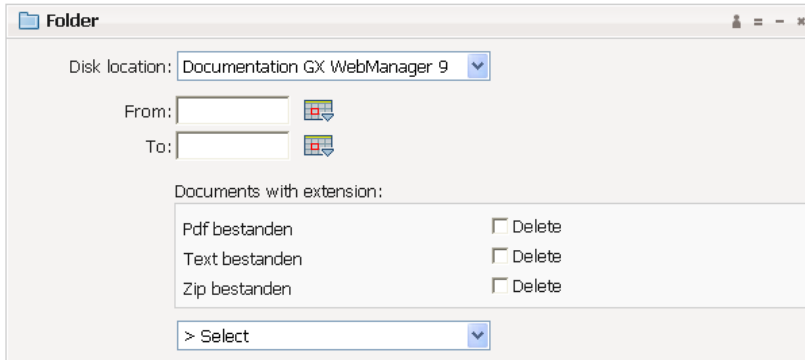 Folder
Disk location: Documentation GX WebManager 9
From:
To:
Documents with extension:
Pdf bestanden Delete
Text bestanden Delete
Zip bestanden Delete
> Select